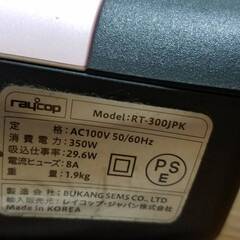 raycop
Model:RT-300JPK
定格：AC100V 50/60Hz
消費電力：350W
吸込仕事率：29.6W
電流ヒューズ：8A
質量：1.9kg
PSE
製造会社：BUKANG SEMS CO.,LTD
輸入販売元：レイコップ・ジャパン株式会社
Made in KOREA